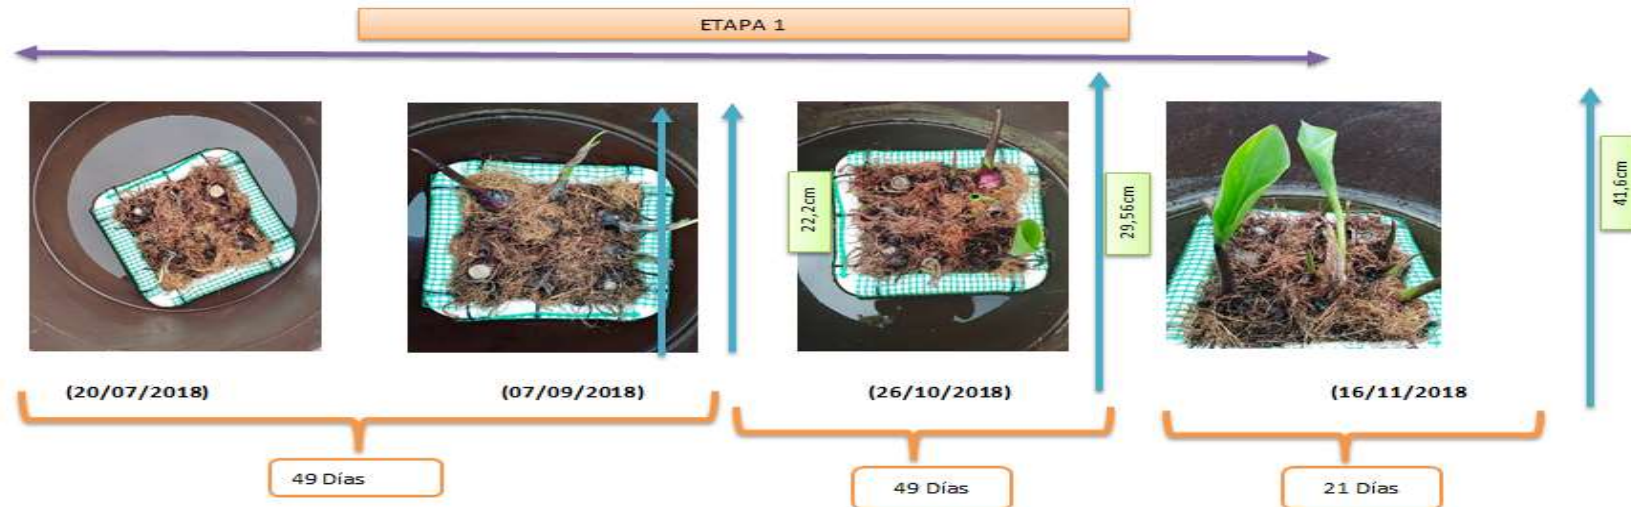 ETAPA 1
22,2cm
29,56cm
41,6cm
(20/07/2018)
(07/09/2018)
(26/10/2018)
(16/11/2018
49 Días
49 Días
21 Días